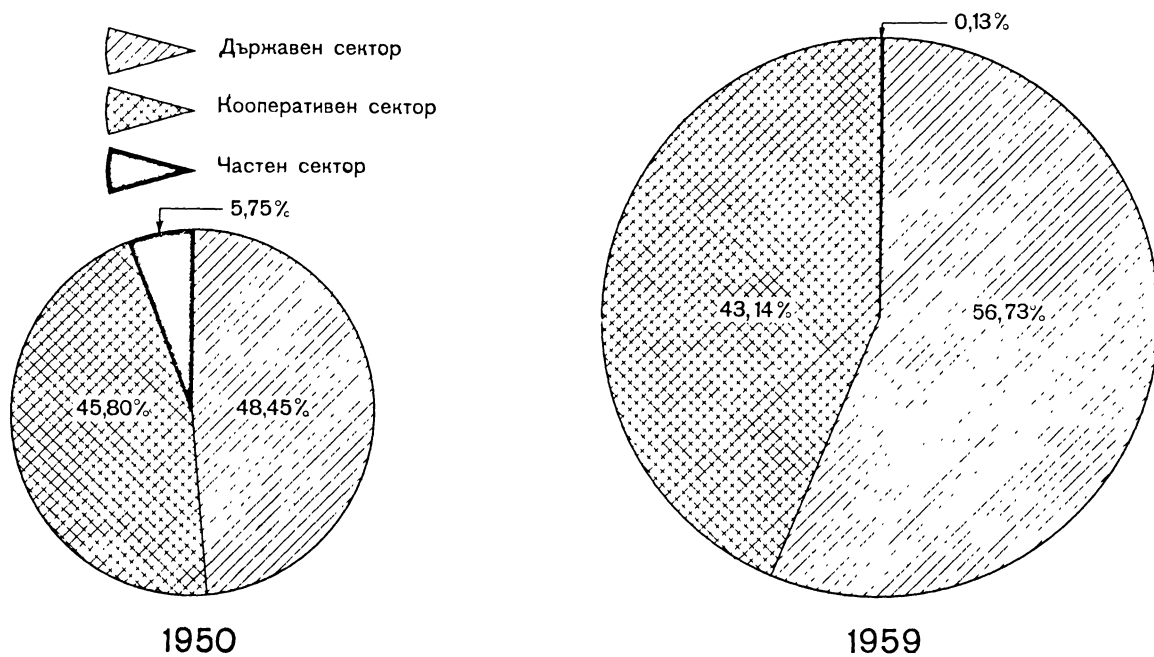 Държавен сектор
Кооперативен сектор
Частен сектор
5,75%
45,80%
48,45%
1950
0,13%
43,14%
56,73%
1959